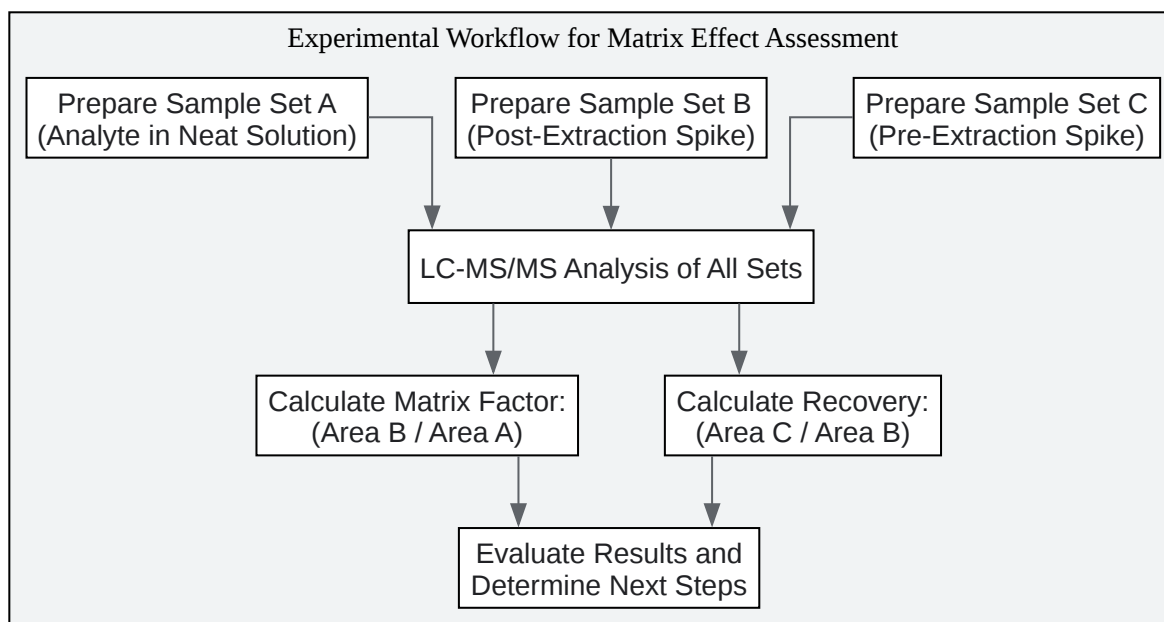 Experimental Workflow for Matrix Effect Assessment
Prepare Sample Set A
(Analyte in Neat Solution)
Prepare Sample Set B
(Post-Extraction Spike)
Prepare Sample Set C
(Pre-Extraction Spike)
LC-MS/MS Analysis of All Sets
Calculate Matrix Factor:
(Area B / Area A)
Calculate Recovery:
(Area C / Area B)
Evaluate Results and
Determine Next Steps